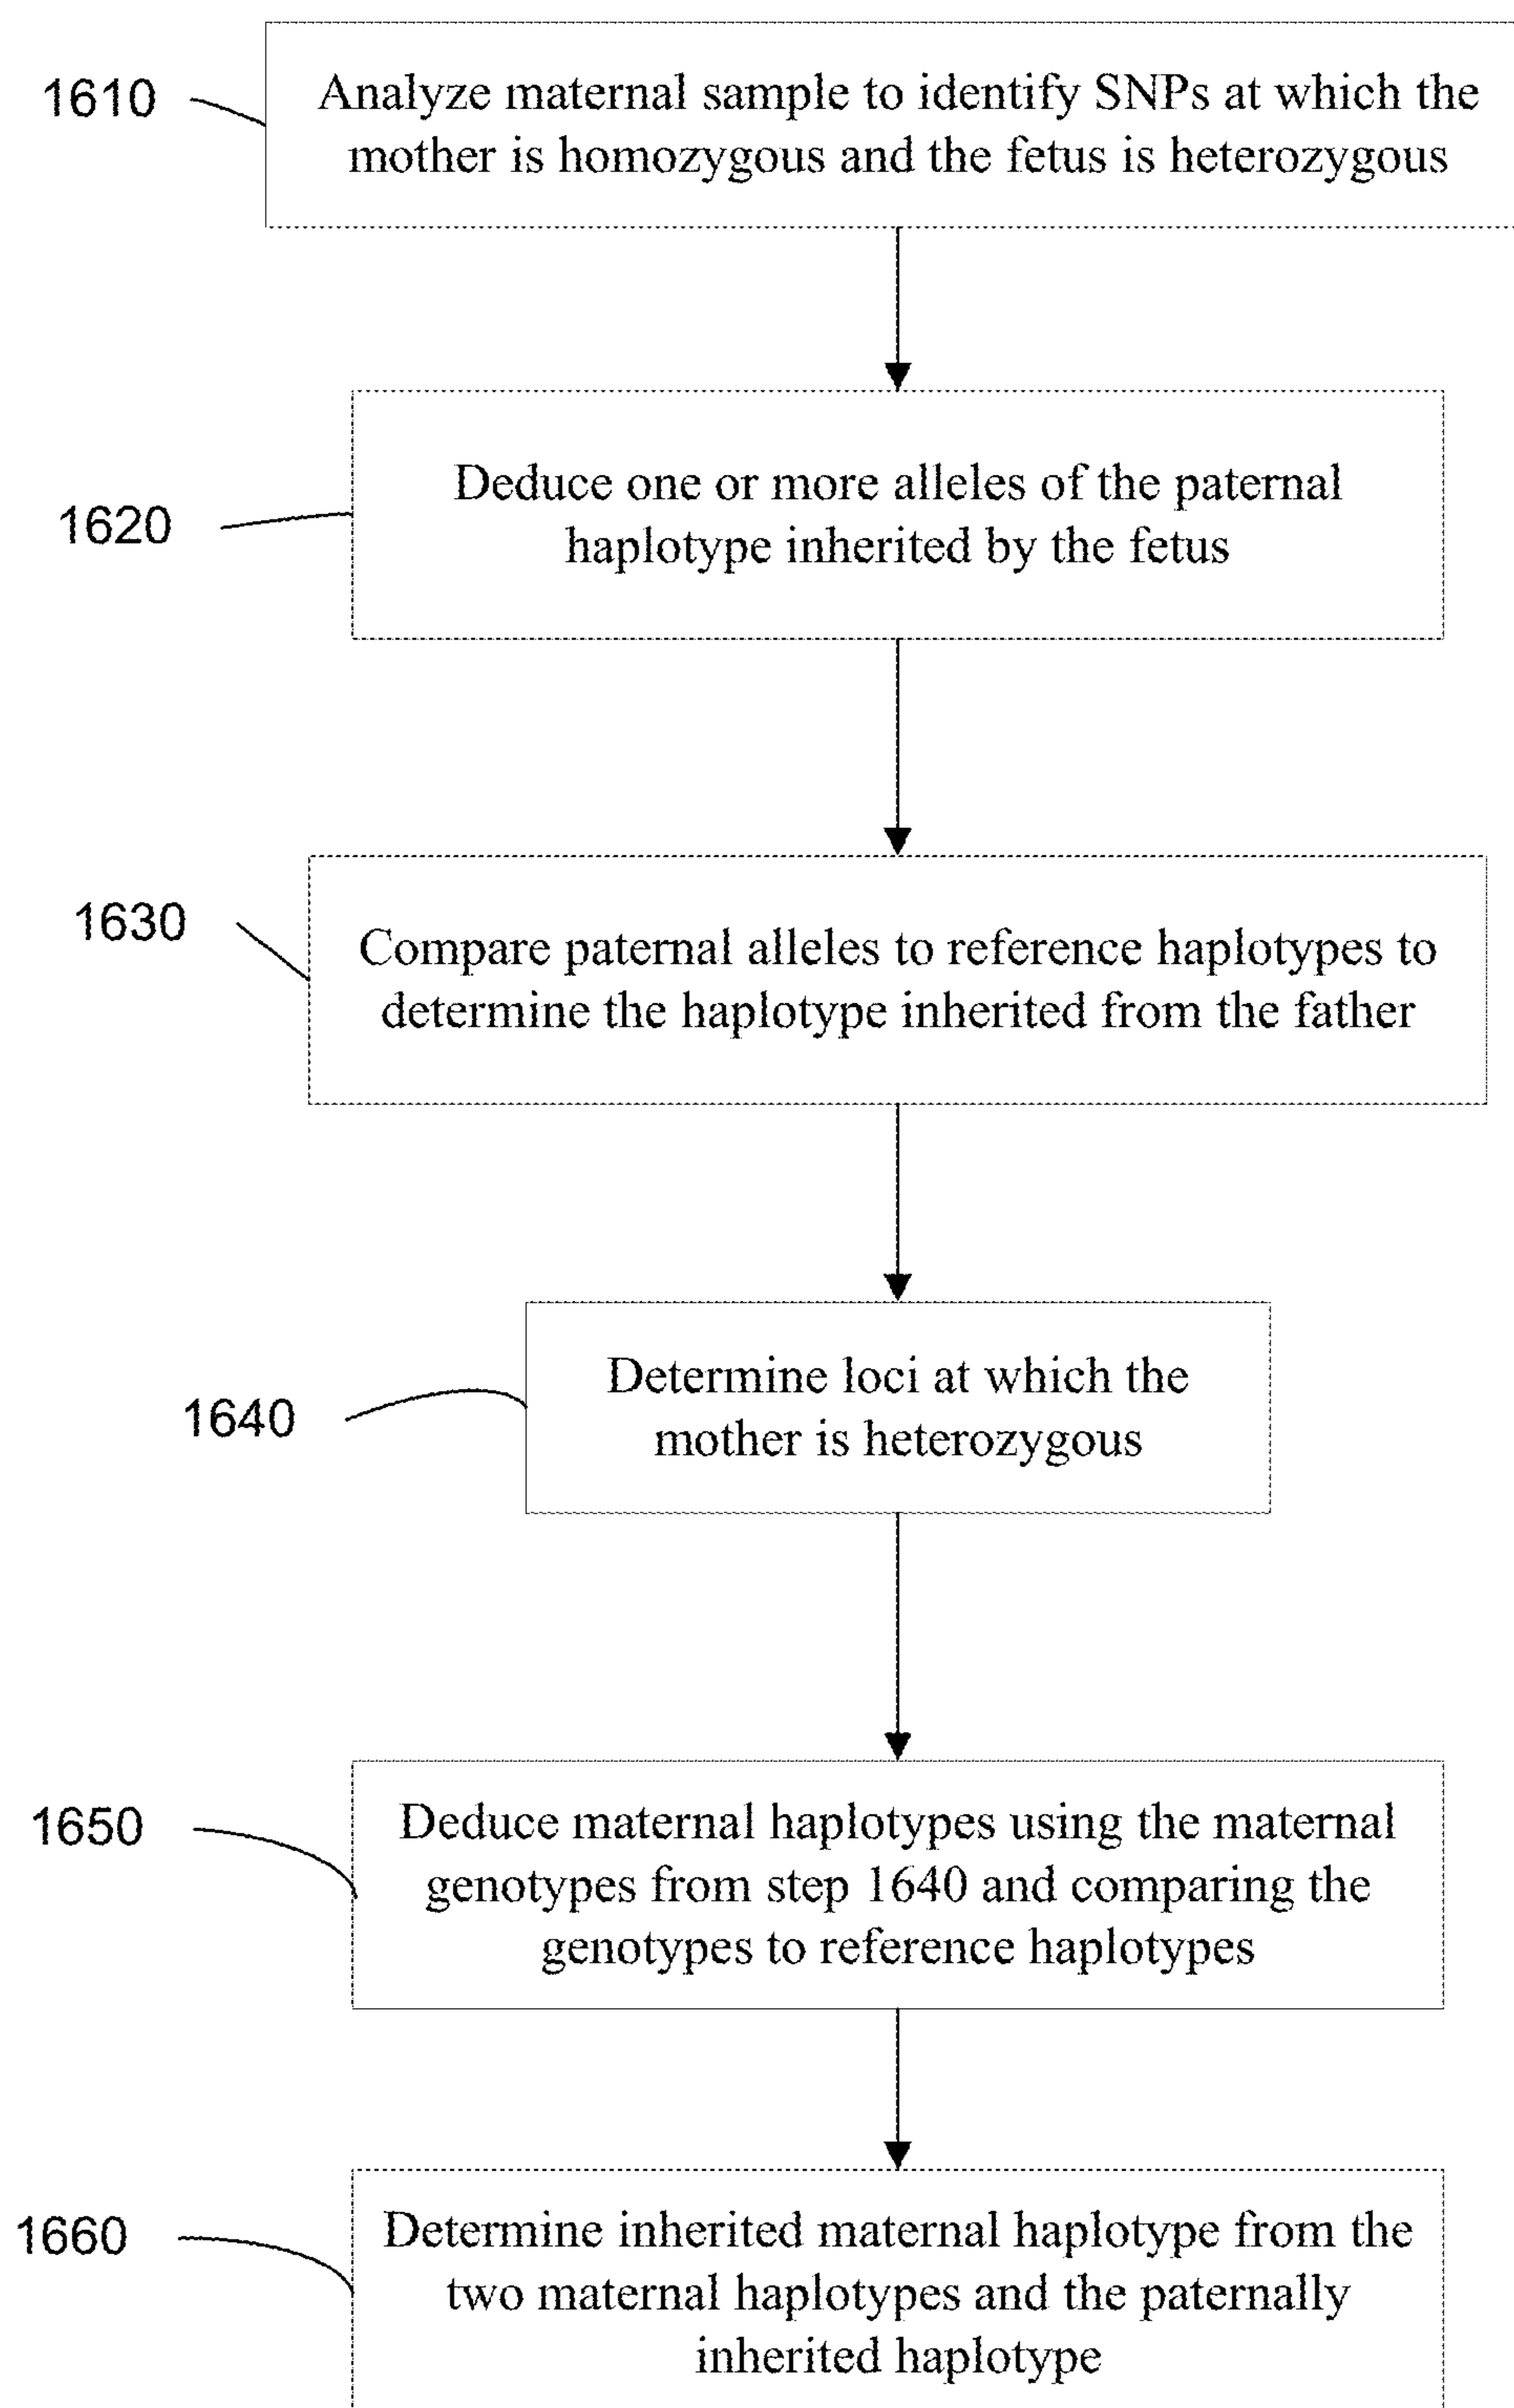 1610
Analyze maternal sample to identify SNPs at which the
mother is homozygous and the fetus is heterozygous
1620
Deduce one or more alleles of the paternal
haplotype inherited by the fetus
1630
Compare paternal alleles to reference haplotypes to
determine the haplotype inherited from the father
1640
Determine loci at which the
mother is heterozygous
1650
Deduce maternal haplotypes using the maternal
genotypes from step 1640 and comparing the
genotypes to reference haplotypes
1660
Determine inherited maternal haplotype from the
two maternal haplotypes and the paternally
inherited haplotype